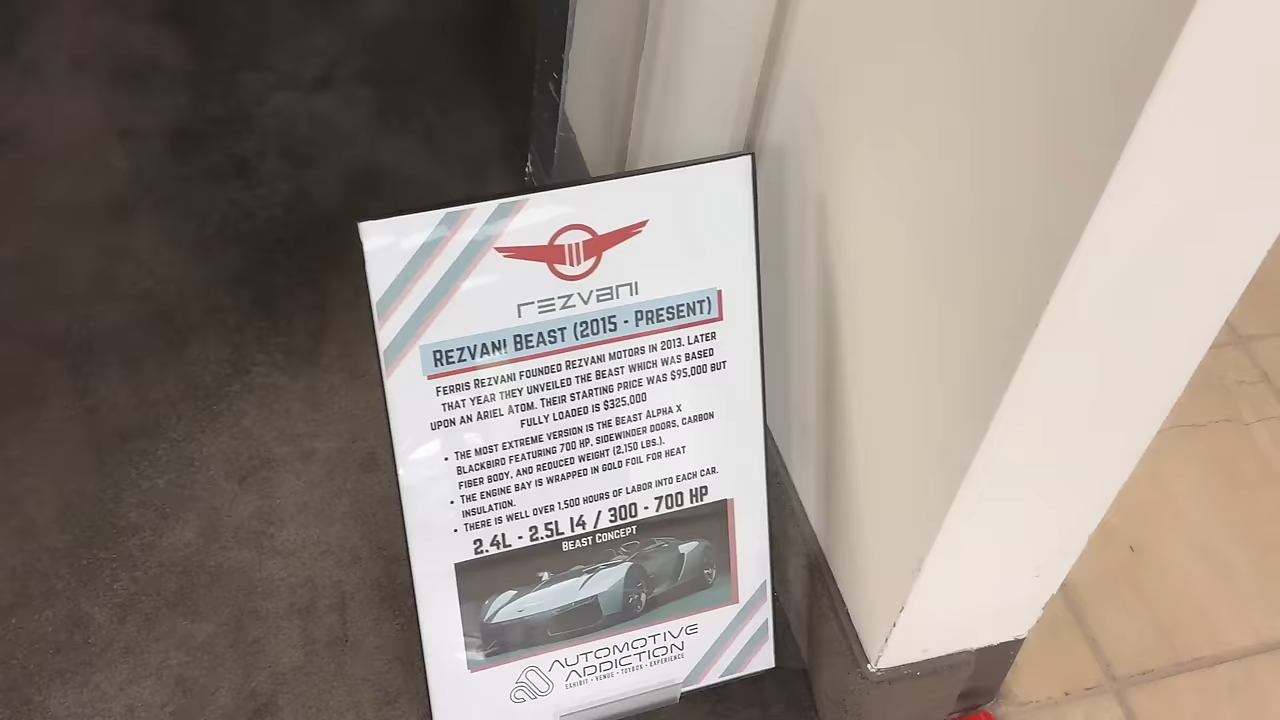 REZVANI
REZVANI BEAST (2015 - PRESENT)
FERRIS REZVANI FOUNDED REZVANI MOTORS IN 2013. LATER
THAT YEAR THEY UNVEILED THE BEAST WHICH WAS BASED
UPON AN ARIEL ATOM. THEIR STARTING PRICE WAS $95,000 BUT
FULLY LOADED IS $325,000
• THE MOST EXTREME VERSION IS THE BEAST ALPHA X
BLACKBIRD FEATURING 700 HP, SIDEWINDER DOORS, CARBON
FIBER BODY, AND REDUCED WEIGHT (2,150 LBS.).
• THE ENGINE BAY IS WRAPPED IN GOLD FOIL FOR HEAT
INSULATION.
• THERE IS WELL OVER 1,500 HOURS OF LABOR INTO EACH CAR.
2.4L - 2.5L I4 / 300 - 700 HP
BEAST CONCEPT
AUTOMOTIVE
ADDICTION
EXHIBIT • VENUE • TOYBOX • EXPERIENCE